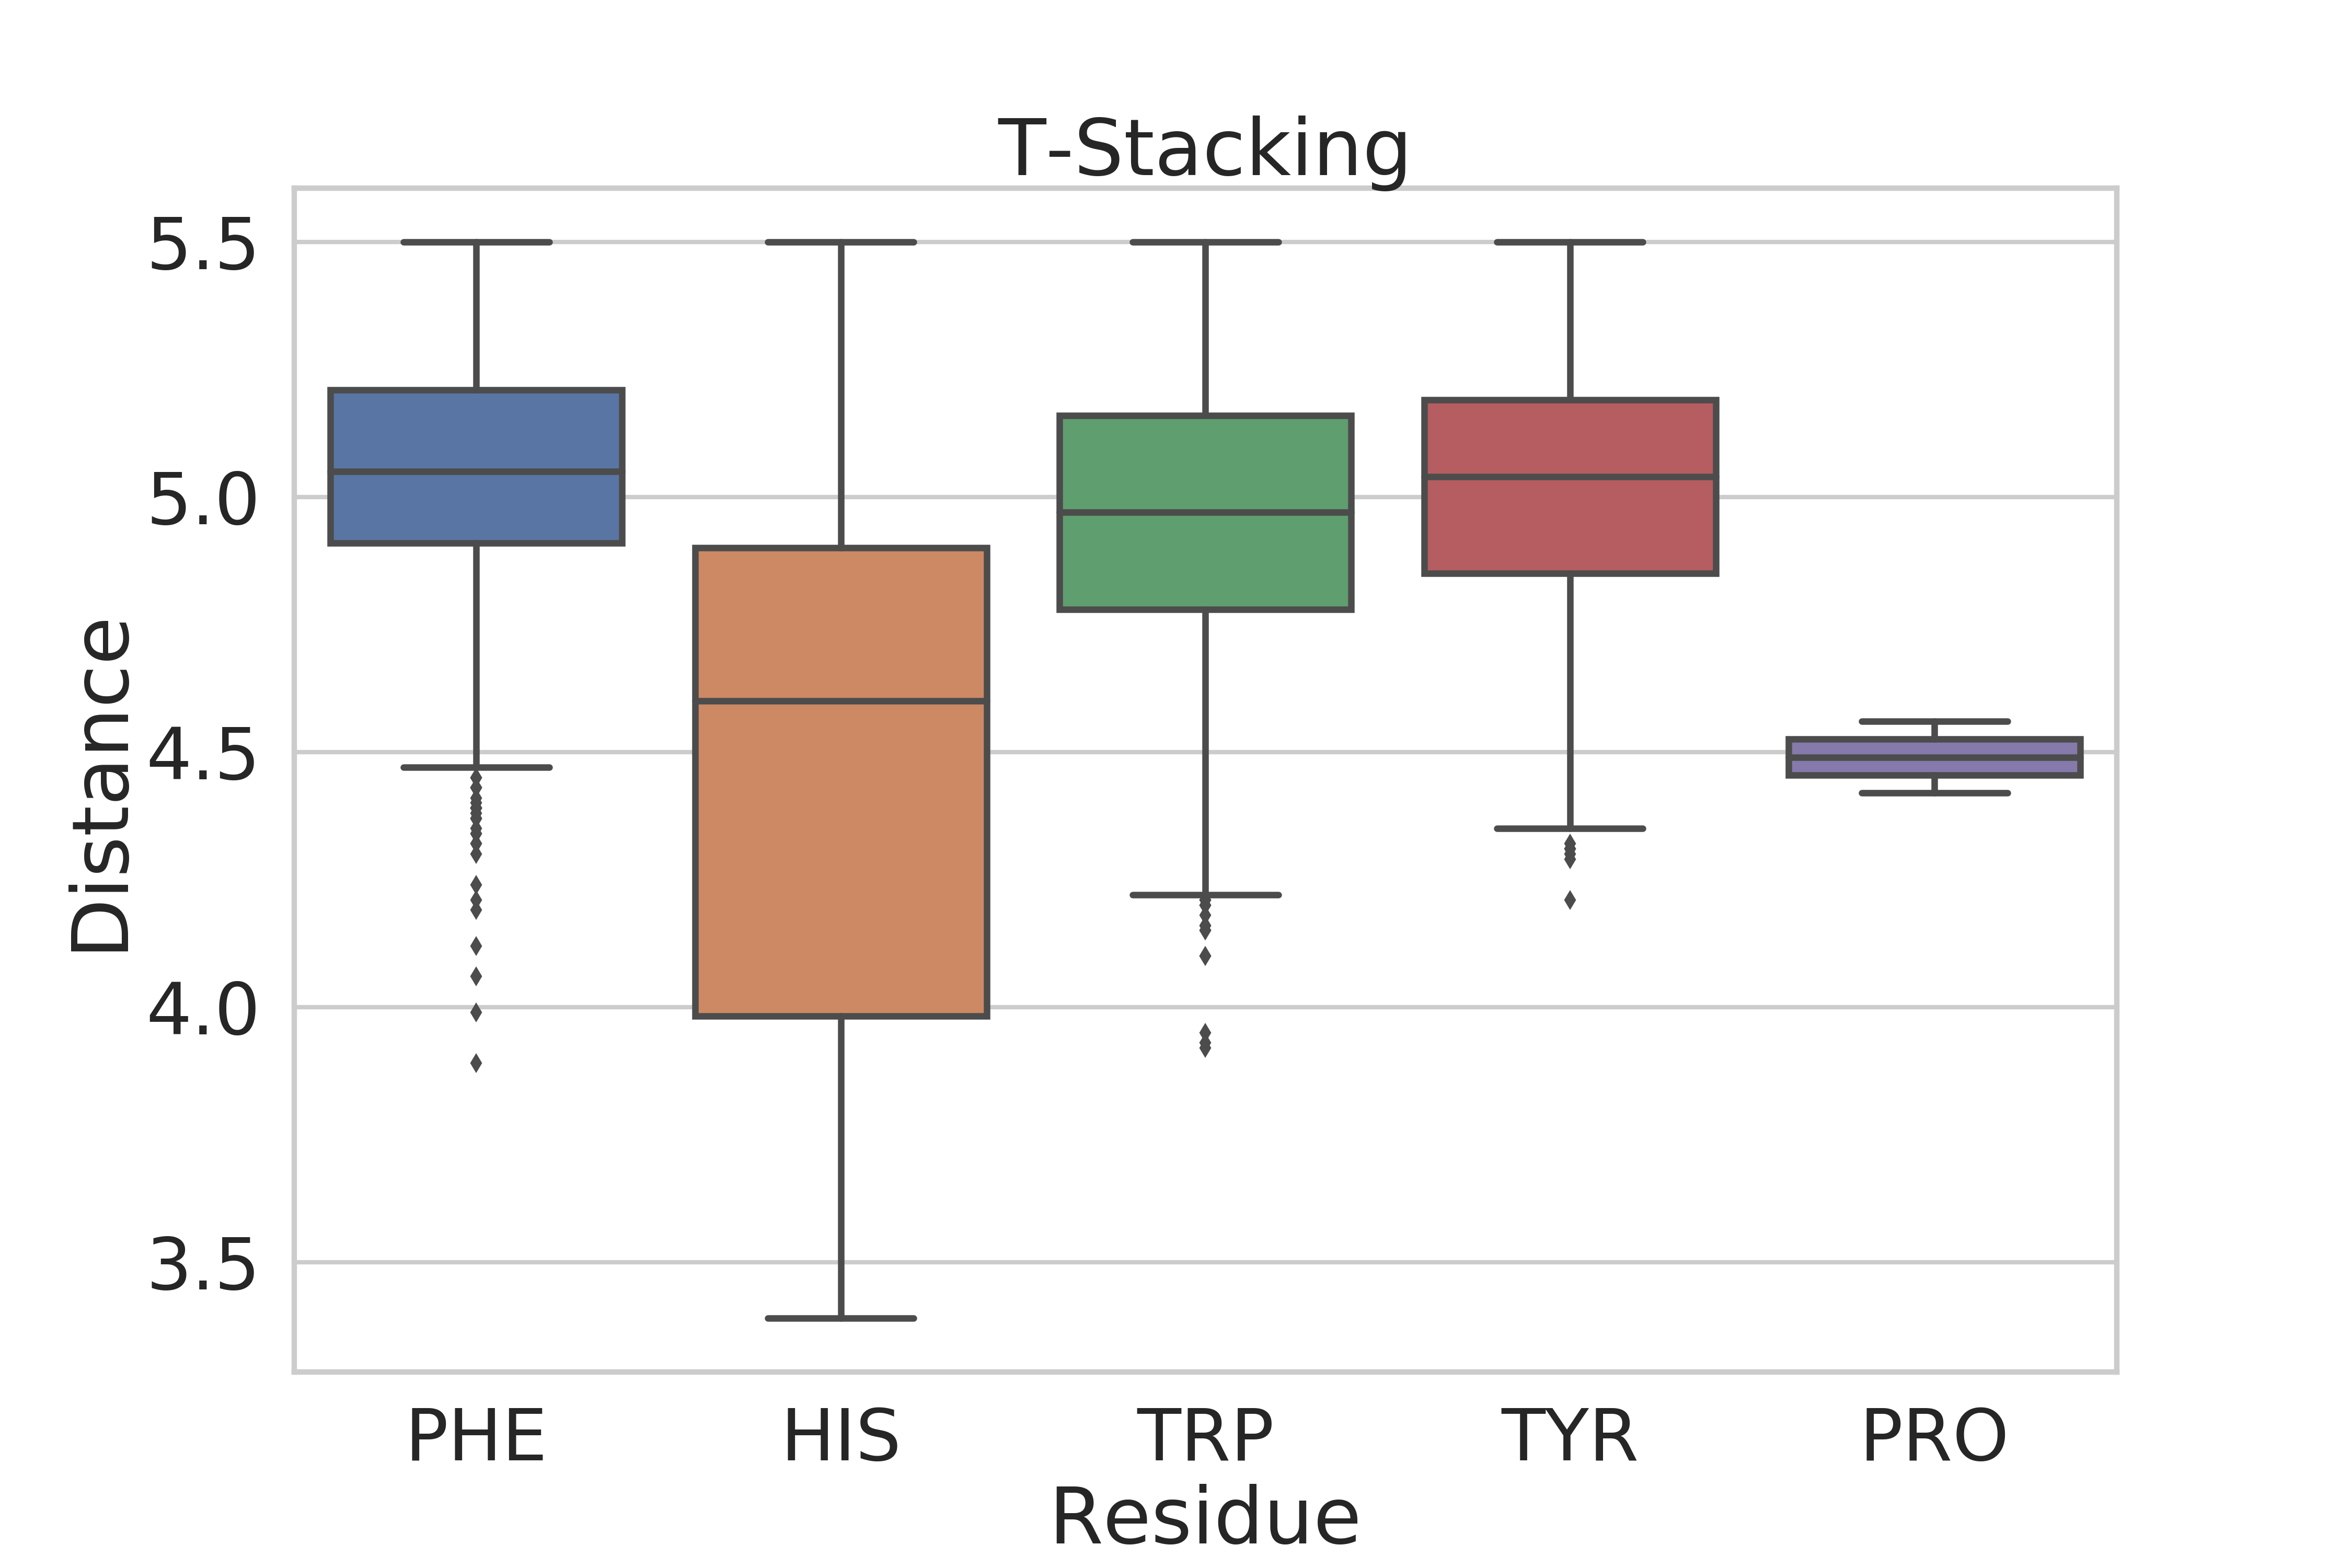 T-Stacking
5.5
5.0
4.5
4.0
3.5
Distance
PHE HIS TRP TYR PRO
Residue